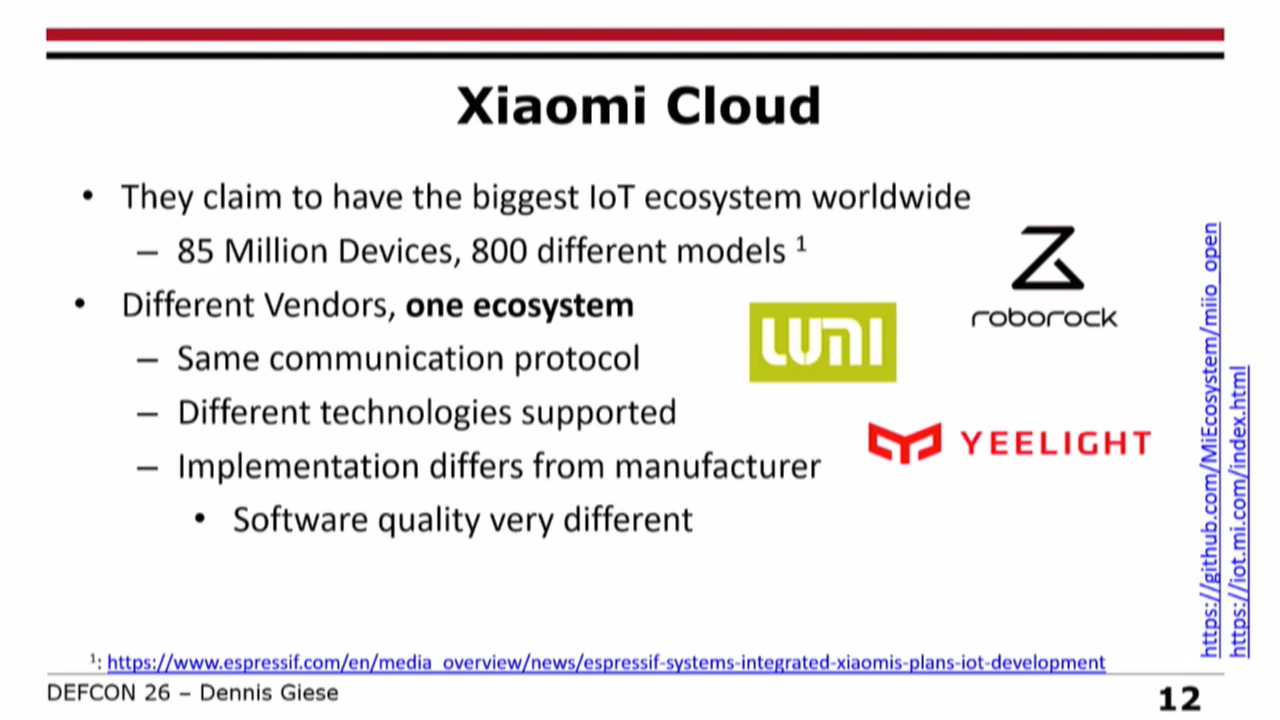 Xiaomi Cloud
• They claim to have the biggest IoT ecosystem worldwide
– 85 Million Devices, 800 different models ¹
• Different Vendors, one ecosystem
– Same communication protocol
– Different technologies supported
– Implementation differs from manufacturer
• Software quality very different
roborock
LUMI
YEELIGHT
https://github.com/MiEcosystem/miio_open
https://iot.mi.com/index.html
¹: https://www.espressif.com/en/media_overview/news/espressif-systems-integrated-xiaomis-plans-iot-development
DEFCON 26 – Dennis Giese
12